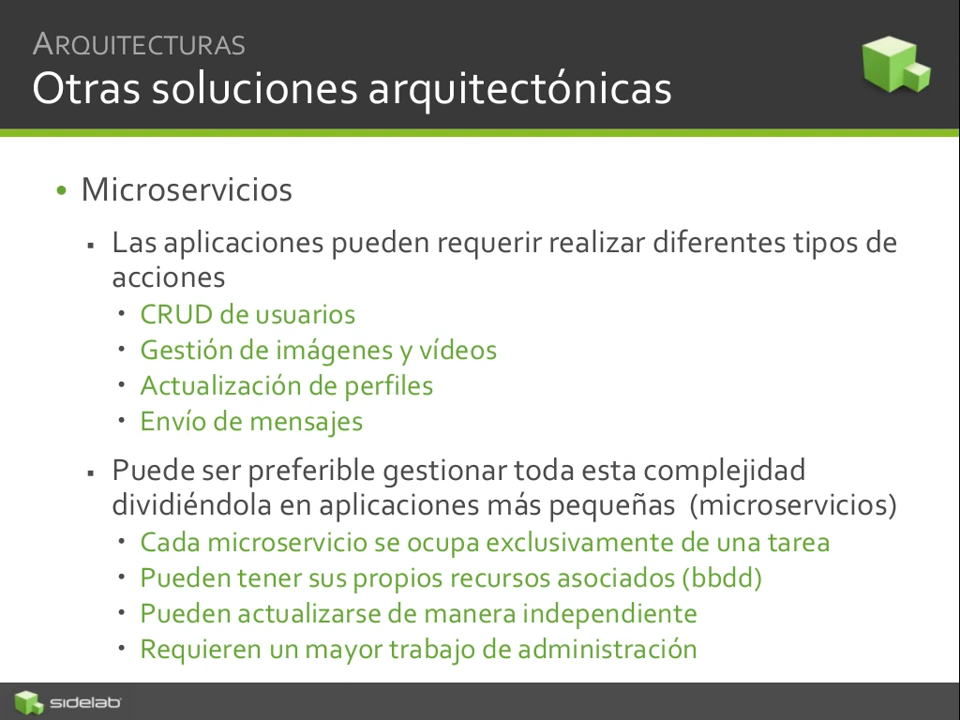 ARQUITECTURAS
Otras soluciones arquitectónicas
• Microservicios
▪ Las aplicaciones pueden requerir realizar diferentes tipos de
acciones
• CRUD de usuarios
• Gestión de imágenes y vídeos
• Actualización de perfiles
• Envío de mensajes
▪ Puede ser preferible gestionar toda esta complejidad
dividiéndola en aplicaciones más pequeñas (microservicios)
• Cada microservicio se ocupa exclusivamente de una tarea
• Pueden tener sus propios recursos asociados (bbdd)
• Pueden actualizarse de manera independiente
• Requieren un mayor trabajo de administración
sidelab